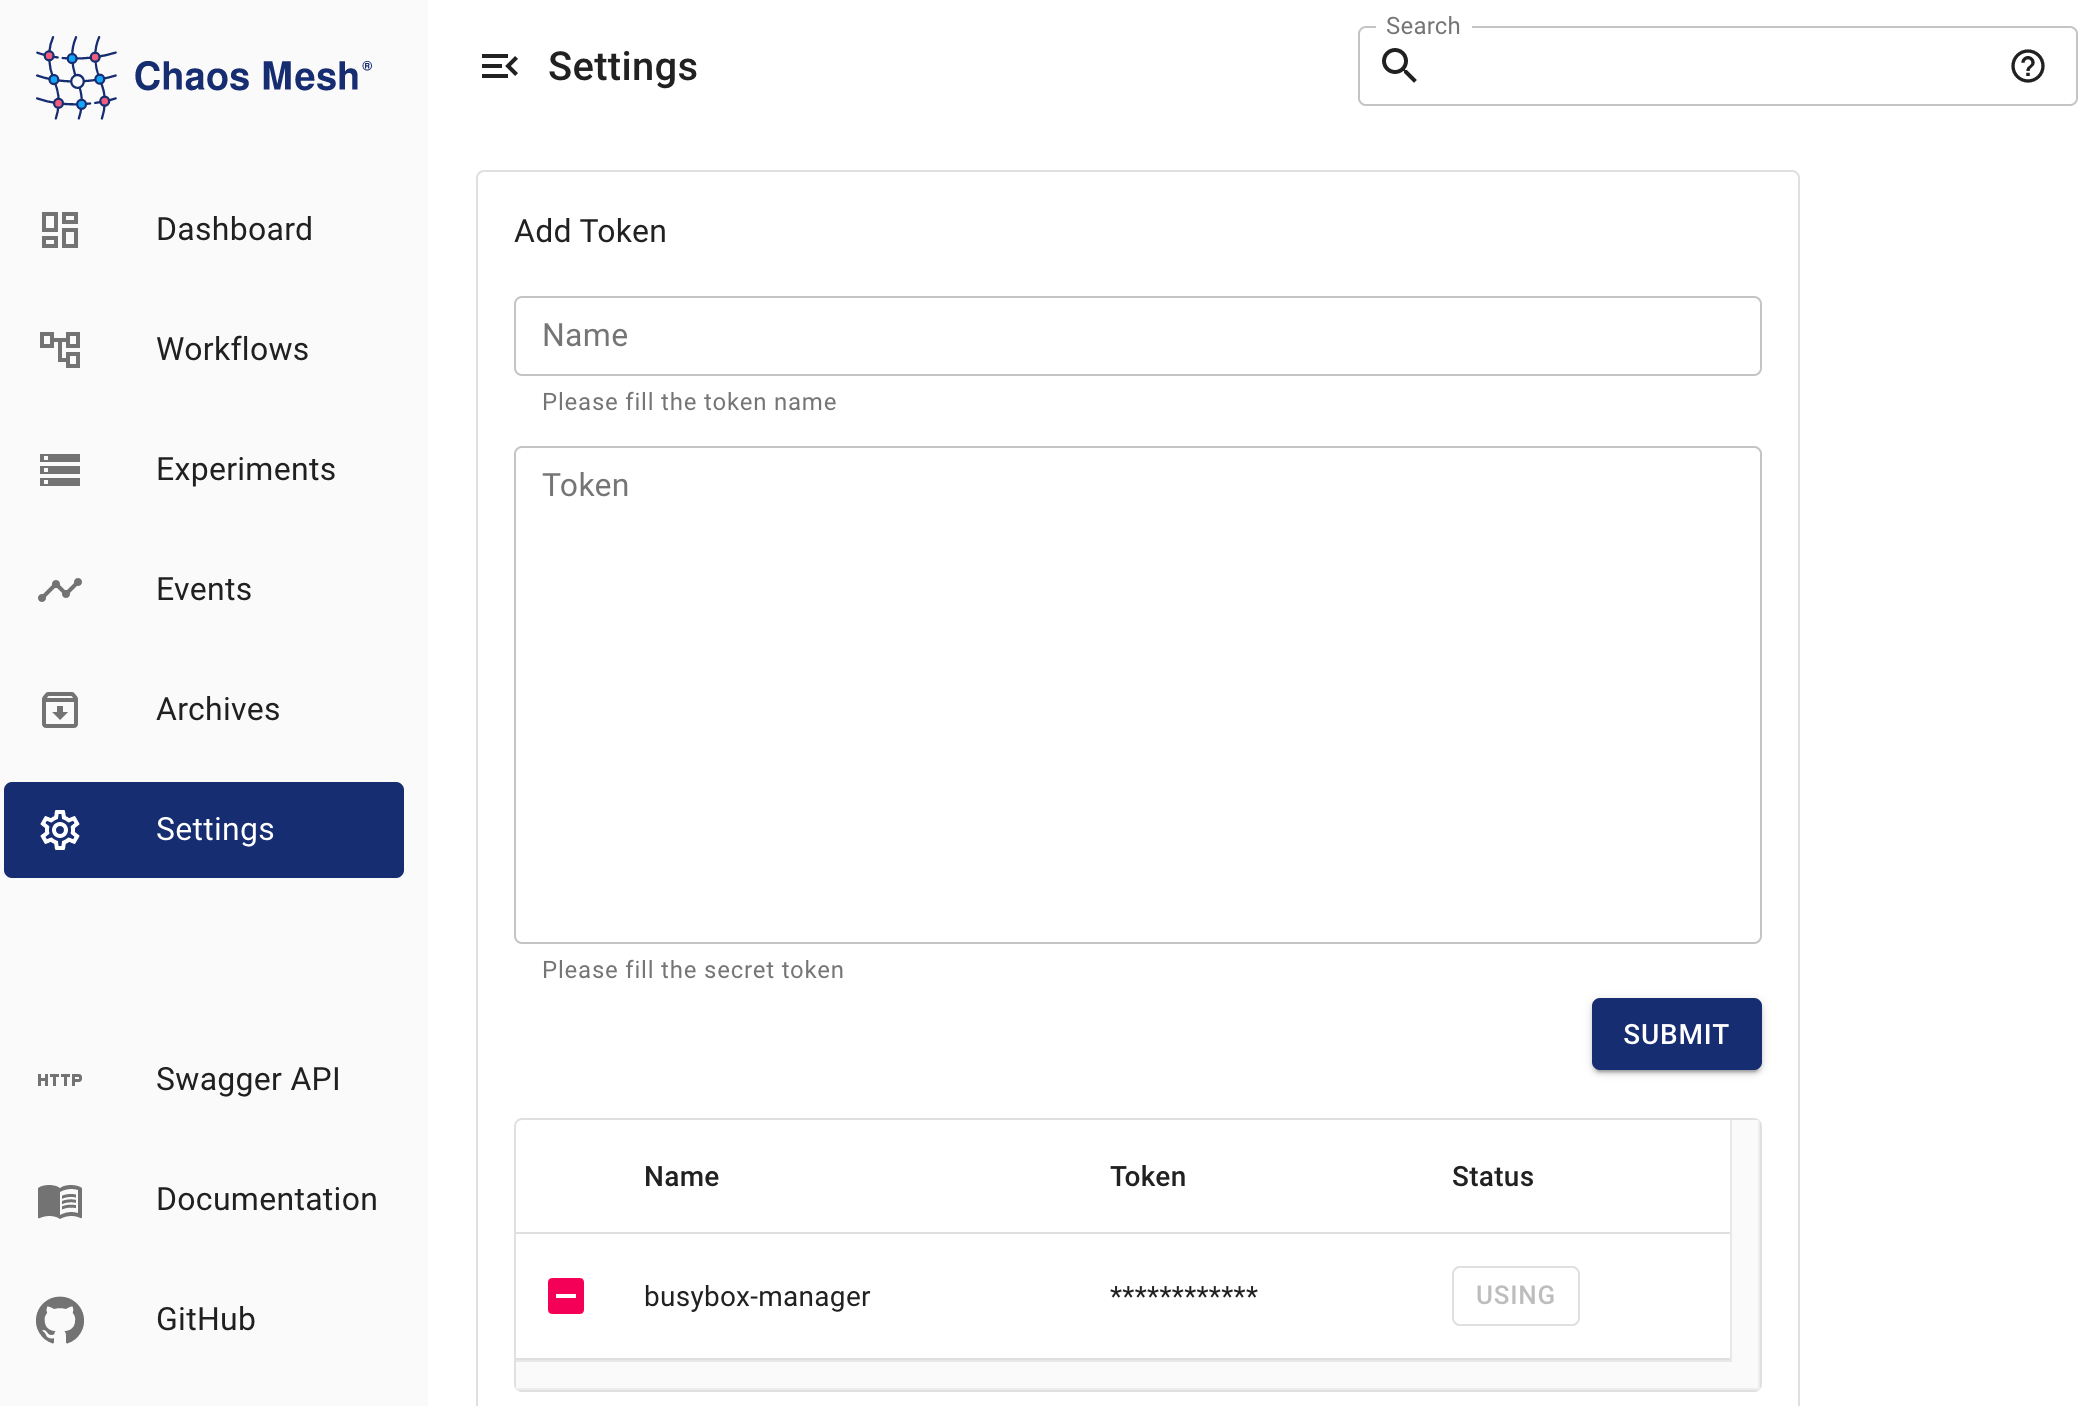 Chaos Mesh®
Dashboard
Workflows
Experiments
Events
Archives
Settings
HTTP Swagger API
Documentation
GitHub
Settings
Search
Add Token
Name
Please fill the token name
Token
Please fill the secret token
SUBMIT
Name Token Status
busybox-manager ************ USING